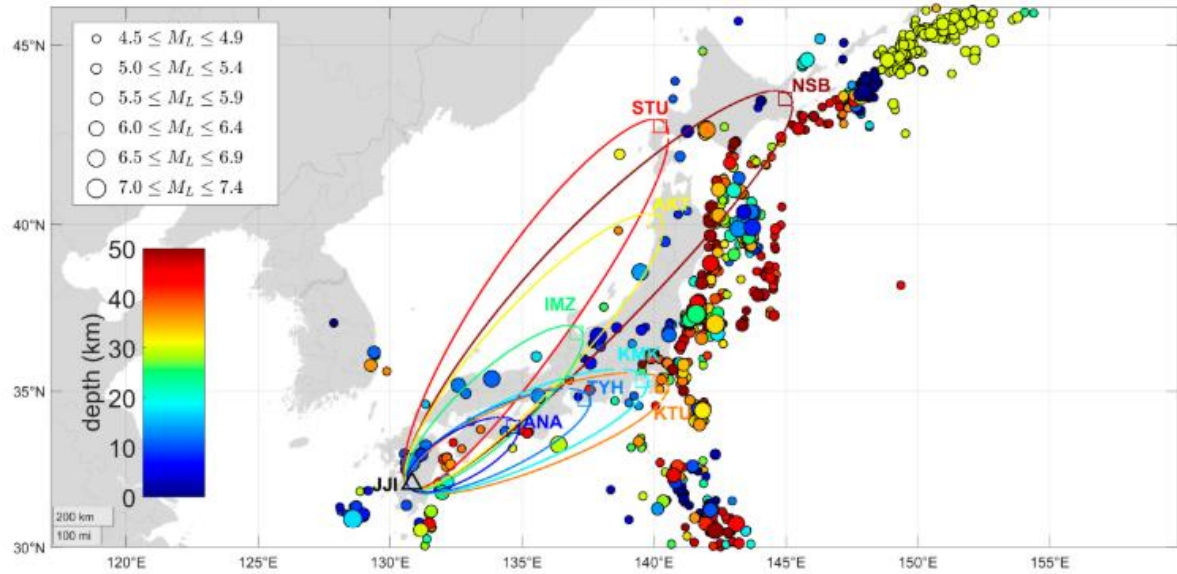 4.5 ≤ M_L ≤ 4.9
5.0 ≤ M_L ≤ 5.4
5.5 ≤ M_L ≤ 5.9
6.0 ≤ M_L ≤ 6.4
6.5 ≤ M_L ≤ 6.9
7.0 ≤ M_L ≤ 7.4
45°N
40°N
35°N
30°N
NSB
STU
AKT
IMZ
KMK
TYH
KTU
ANA
JJI
50
40
30
20
10
0
depth (km)
200 km
100 mi
120°E
125°E
130°E
135°E
140°E
145°E
150°E
155°E